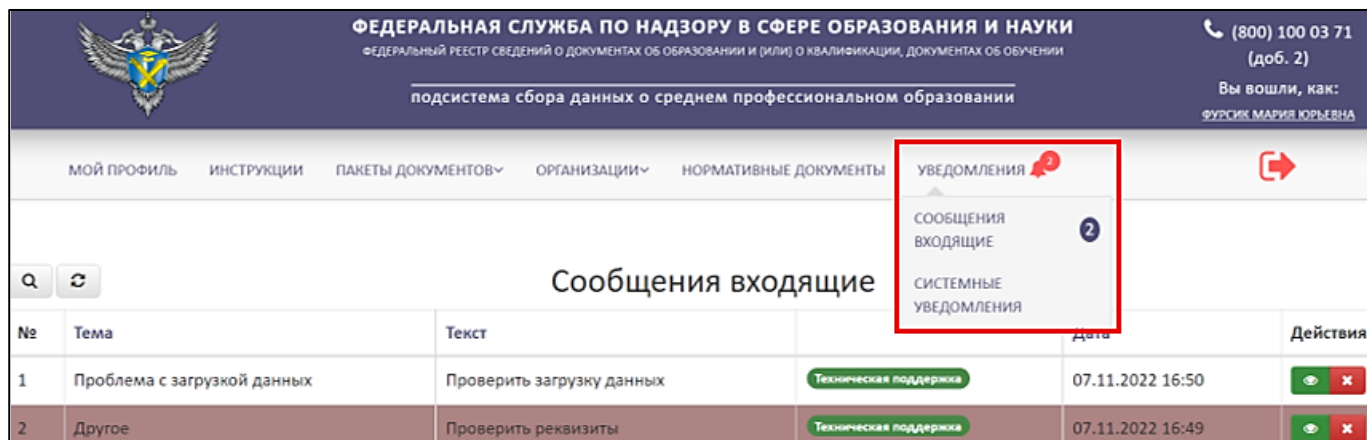 ФЕДЕРАЛЬНАЯ СЛУЖБА ПО НАДЗОРУ В СФЕРЕ ОБРАЗОВАНИЯ И НАУКИ
ФЕДЕРАЛЬНЫЙ РЕЕСТР СВЕДЕНИЙ О ДОКУМЕНТАХ ОБ ОБРАЗОВАНИИ И (ИЛИ) О КВАЛИФИКАЦИИ, ДОКУМЕНТАХ ОБ ОБУЧЕНИИ
подсистема сбора данных о среднем профессиональном образовании
(800) 100 03 71
(доб. 2)
Вы вошли, как:
ФУРСИК МАРИЯ ЮРЬЕВНА
МОЙ ПРОФИЛЬ ИНСТРУКЦИИ ПАКЕТЫ ДОКУМЕНТОВ ОРГАНИЗАЦИИ НОРМАТИВНЫЕ ДОКУМЕНТЫ УВЕДОМЛЕНИЯ 2
СООБЩЕНИЯ
ВХОДЯЩИЕ 2
СИСТЕМНЫЕ
УВЕДОМЛЕНИЯ
Сообщения входящие
№ Тема Текст Дата Действия
1 Проблема с загрузкой данных Проверить загрузку данных Техническая поддержка 07.11.2022 16:50
2 Другое Проверить реквизиты Техническая поддержка 07.11.2022 16:49